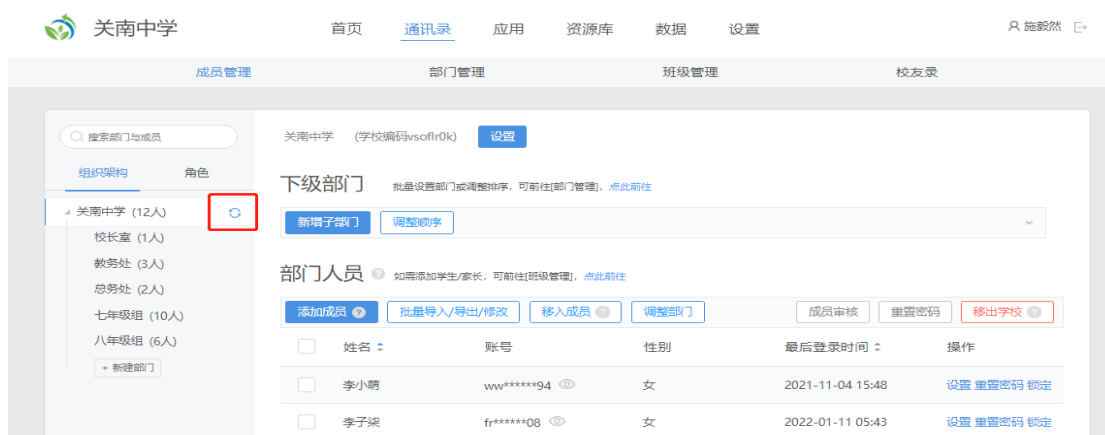 关南中学 首页 通讯录 应用 资源库 数据 设置 施毅然
成员管理 部门管理 班级管理 校友录
搜索部门与成员
关南中学 (学校编码vsoflr0k) 设置
组织架构 角色
下级部门 批量设置部门或调整排序，可前往[部门管理]，点此前往
关南中学 (12人)
新增子部门 调整顺序
校长室 (1人)
教务处 (3人)
部门人员 ? 如需添加学生/家长，可前往[班级管理]，点此前往
总务处 (2人)
七年级组 (10人)
添加成员 ? 批量导入/导出/修改 移入成员 ? 调整部门 成员审核 重置密码 移出学校 ?
八年级组 (6人)
姓名 账号 性别 最后登录时间 操作
+ 新建部门
李小萌 ww******94 女 2021-11-04 15:48 设置 重置密码 锁定
李子柒 fr******08 女 2022-01-11 05:43 设置 重置密码 锁定